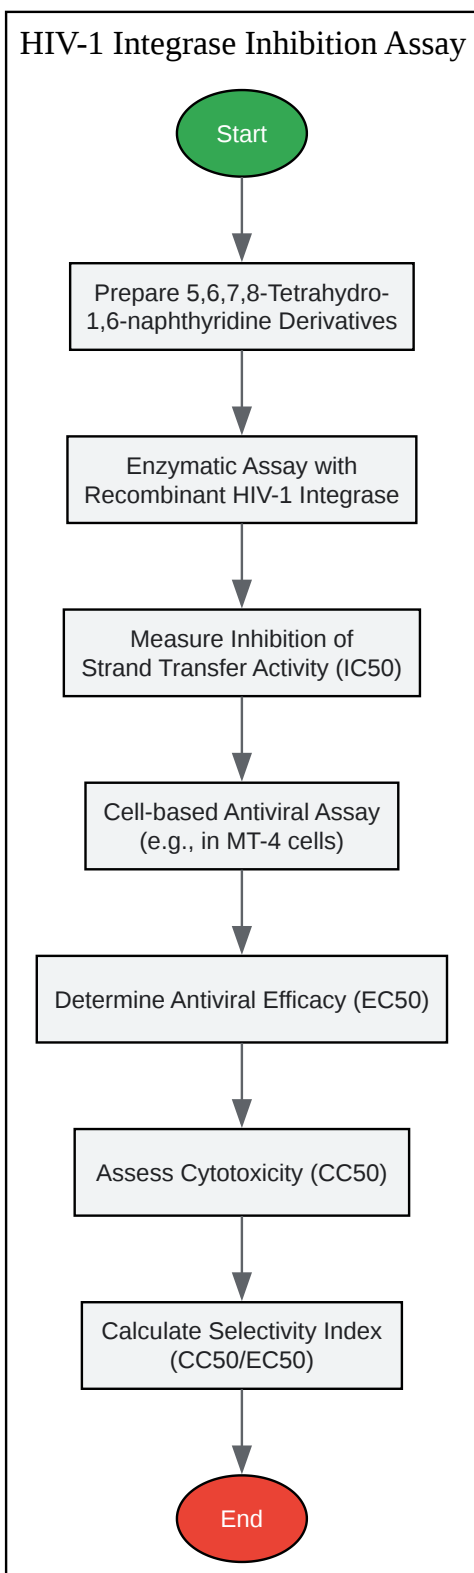 HIV-1 Integrase Inhibition Assay
Start
Prepare 5,6,7,8-Tetrahydro-
1,6-naphthyridine Derivatives
Enzymatic Assay with
Recombinant HIV-1 Integrase
Measure Inhibition of
Strand Transfer Activity (IC50)
Cell-based Antiviral Assay
(e.g., in MT-4 cells)
Determine Antiviral Efficacy (EC50)
Assess Cytotoxicity (CC50)
Calculate Selectivity Index
(CC50/EC50)
End